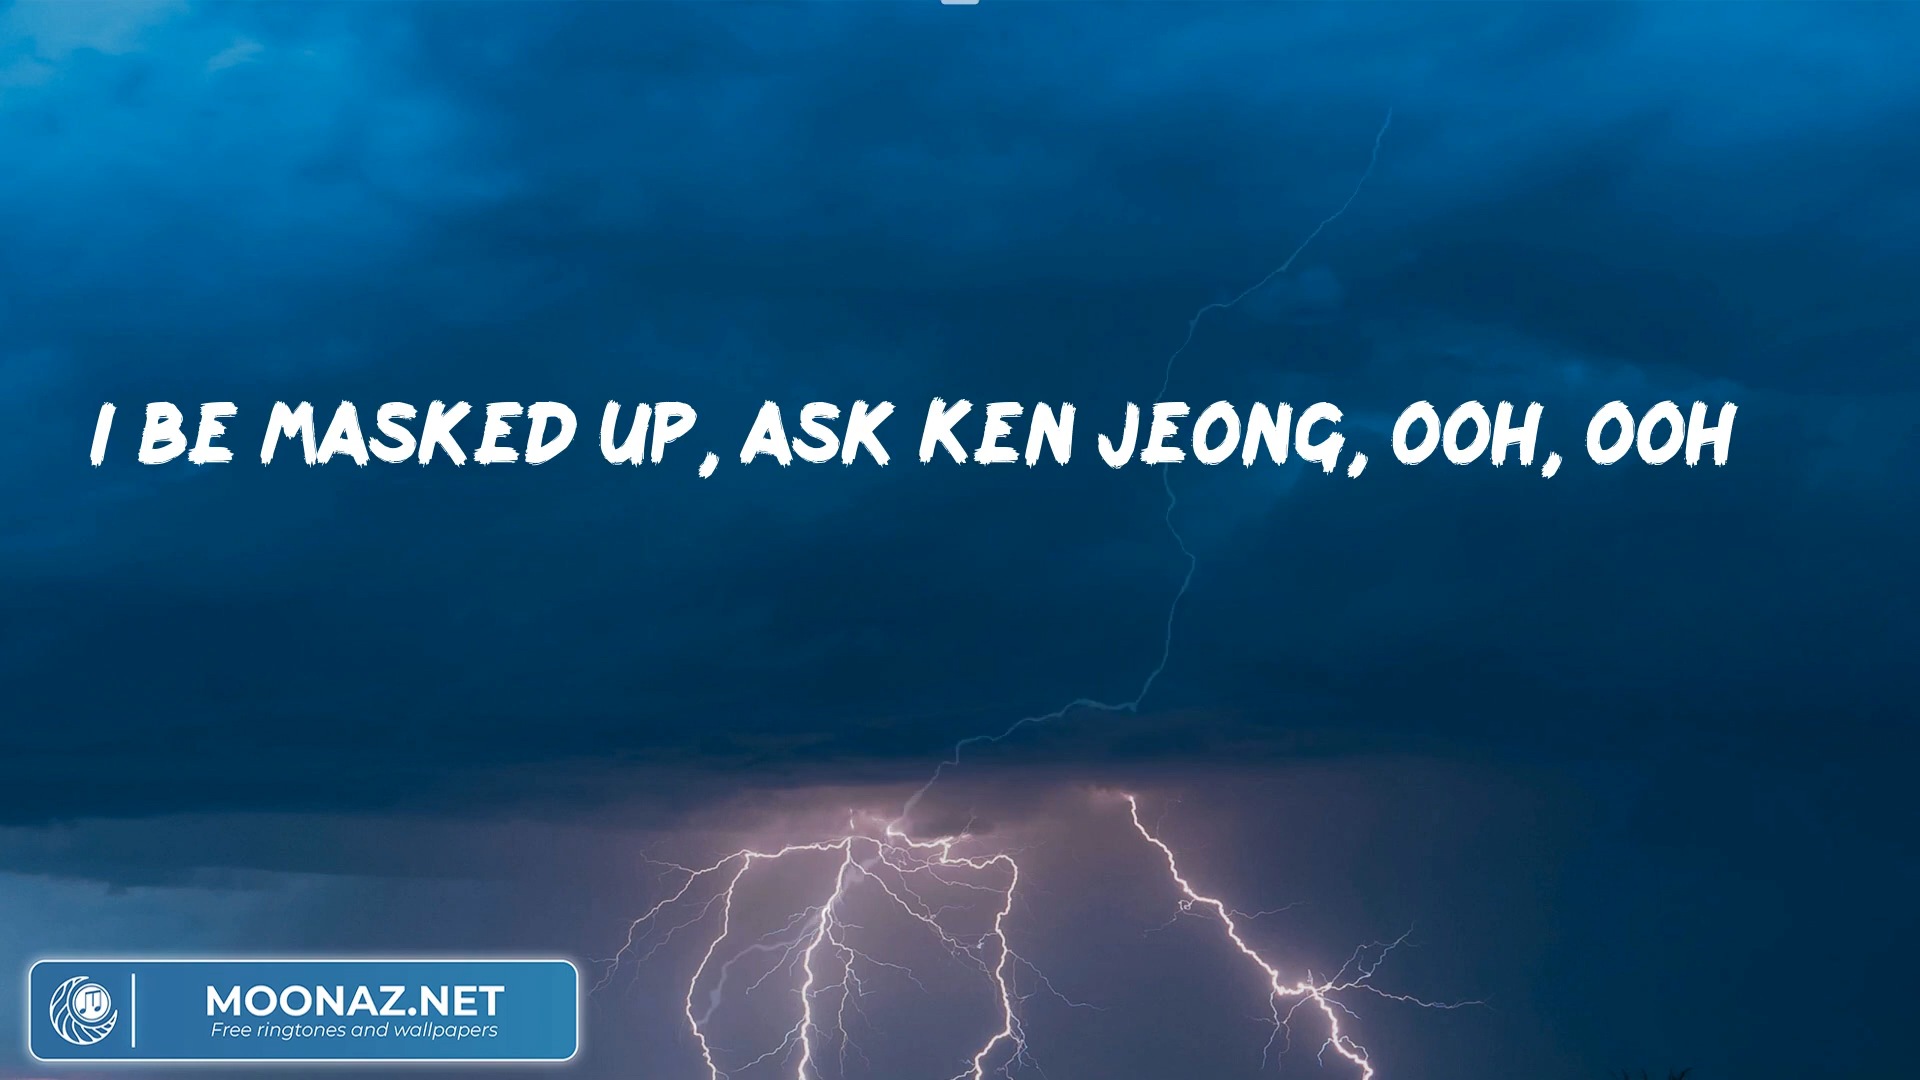 I BE MASKED UP, ASK KEN JEONG, OOH, OOH
MOONAZ.NET
Free ringtones and wallpapers